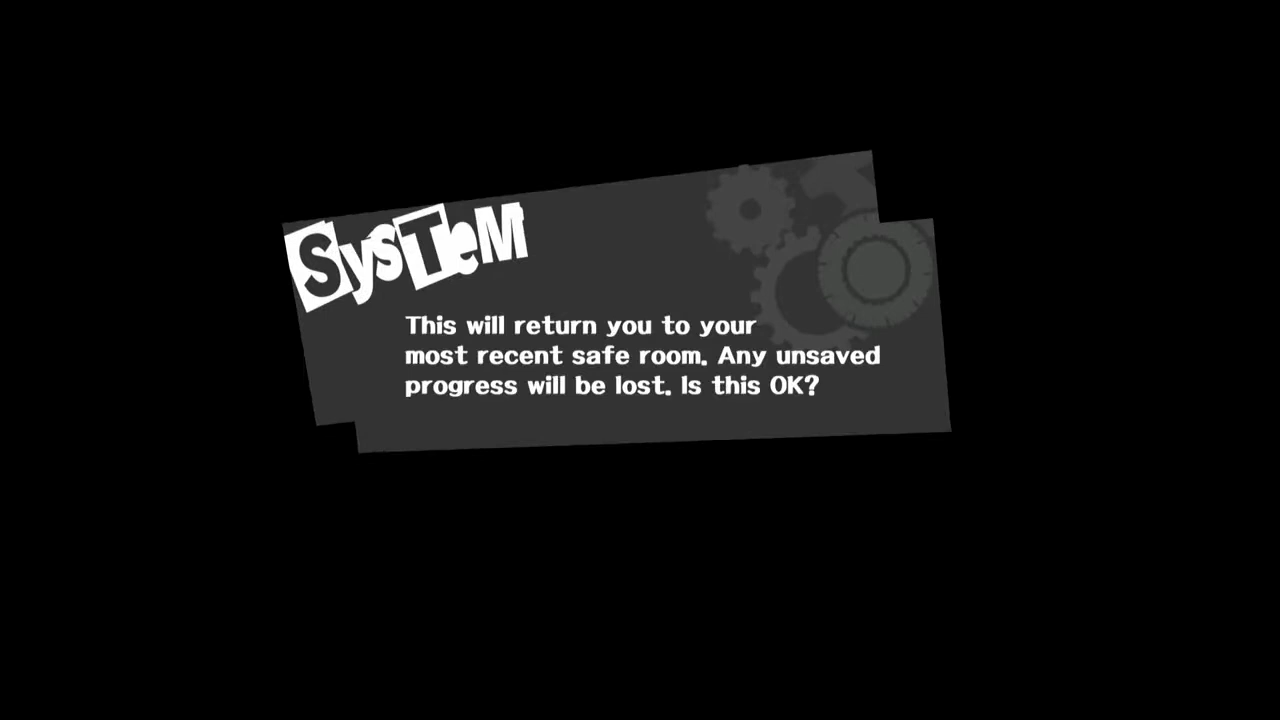 SysTeM
This will return you to your
most recent safe room. Any unsaved
progress will be lost. Is this OK?